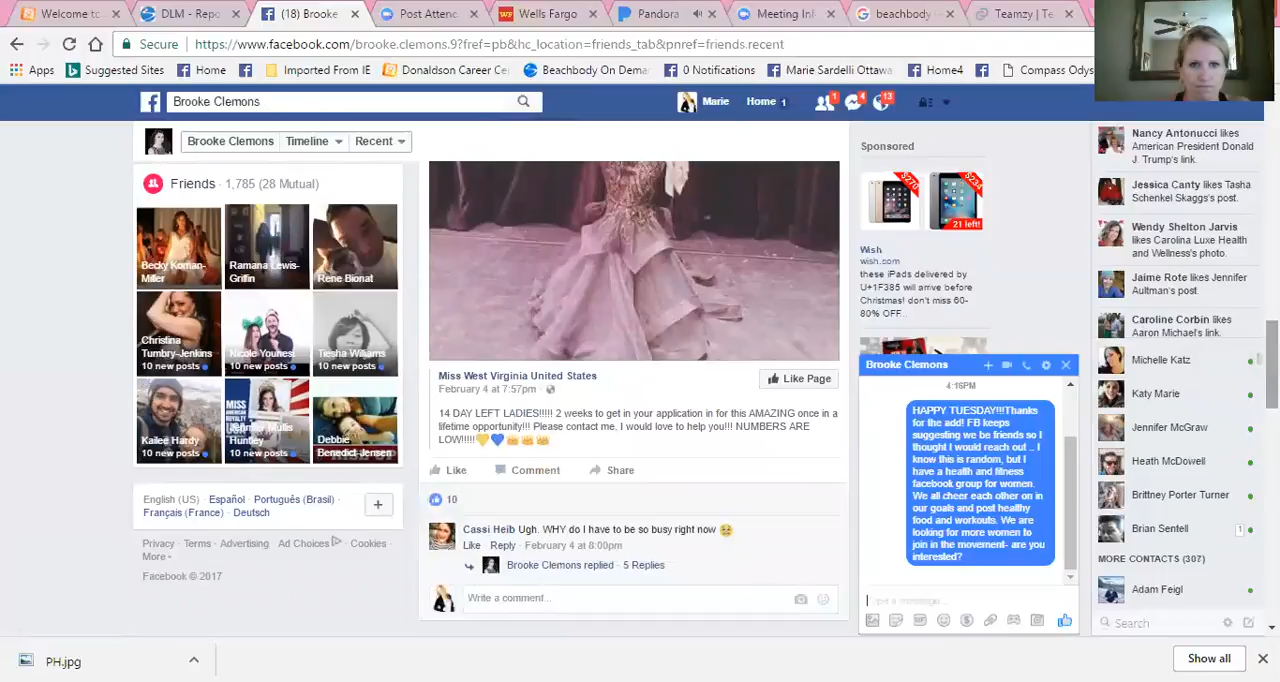 Welcome to
DLM - Repo
(18) Brooke
Post Attenc
Wells Fargo
Pandora
Meeting Inf
beachbody
Teamzy | Te
Secure
https://www.facebook.com/brooke.clemons.9?fref=pb&hc_location=friends_tab&pnref=friends.recent
Apps
Suggested Sites
Home
Imported From IE
Donaldson Career Ce
Beachbody On Dema
0 Notifications
Marie Sardelli Ottawa
Home4
Compass Odys
Brooke Clemons
Marie
Home 1
1
4
13
Brooke Clemons
Timeline
Recent
Friends · 1,785 (28 Mutual)
Becky Koman-
Miller
Ramana Lewis-
Griffin
Rene Bionat
Christina
Tumbry-Jenkins
10 new posts
Nicole Younesi
10 new posts
Tiesha Williams
10 new posts
Kailee Hardy
10 new posts
Jennifer Mullis
Huntley
10 new posts
Debbie
Benedict-Jensen
English (US) · Español · Português (Brasil) ·
Français (France) · Deutsch
Privacy · Terms · Advertising · Ad Choices · Cookies ·
More
Facebook © 2017
Miss West Virginia United States
February 4 at 7:57pm ·
Like Page
14 DAY LEFT LADIES!!!!! 2 weeks to get in your application in for this AMAZING once in a
lifetime opportunity!!! Please contact me. I would love to help you!!! NUMBERS ARE
LOW!!!!!💛💙👑👑👑
Like
Comment
Share
10
Cassi Heib Ugh. WHY do I have to be so busy right now 😣
Like · Reply · February 4 at 8:00pm
Brooke Clemons replied · 5 Replies
Write a comment...
Sponsored
$270
$234
21 left!
Wish
wish.com
these iPads delivered by
U+1F385 will arrive before
Christmas! don't miss 60-
80% OFF...
Brooke Clemons
4:16PM
HAPPY TUESDAY!!!Thanks
for the add! FB keeps
suggesting we be friends so I
thought I would reach out .. I
know this is random, but I
have a health and fitness
facebook group for women.
We all cheer each other on in
our goals and post healthy
food and workouts. We are
looking for more women to
join in the movement- are you
interested?
Type a message...
Nancy Antonucci likes
American President Donald
J. Trump's link.
Jessica Canty likes Tasha
Schenkel Skaggs's post.
Wendy Shelton Jarvis
likes Carolina Luxe Health
and Wellness's photo.
Jaime Rote likes Jennifer
Aultman's post.
Caroline Corbin likes
Aaron Michael's link.
Michelle Katz
Katy Marie
Jennifer McGraw
Heath McDowell
Brittney Porter Turner
Brian Sentell
1
MORE CONTACTS (307)
Adam Feigl
Search
PH.jpg
Show all